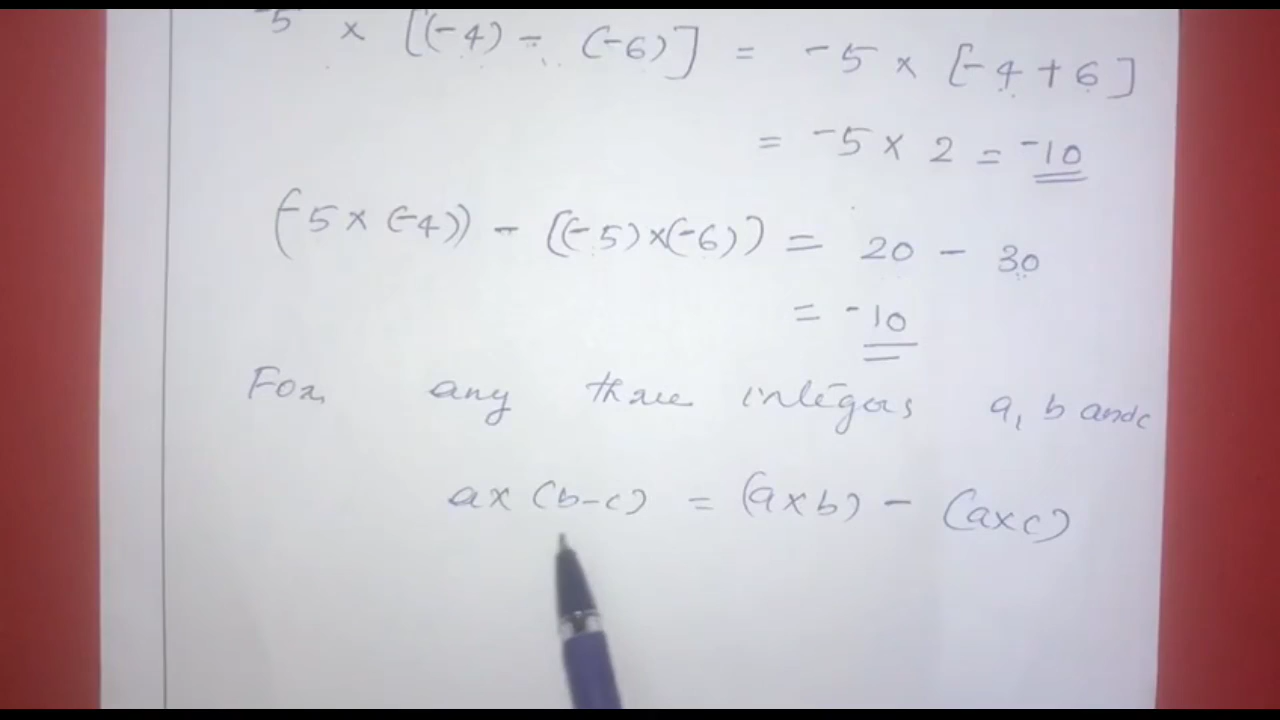 -5 × [(-4) - (-6)] = -5 × [-4+6]
= -5 × 2 = -10
(-5 × (-4)) - ((-5)×(-6)) = 20 - 30
= -10
For any three integers a, b and c
a×(b-c) = (a×b) - (a×c)